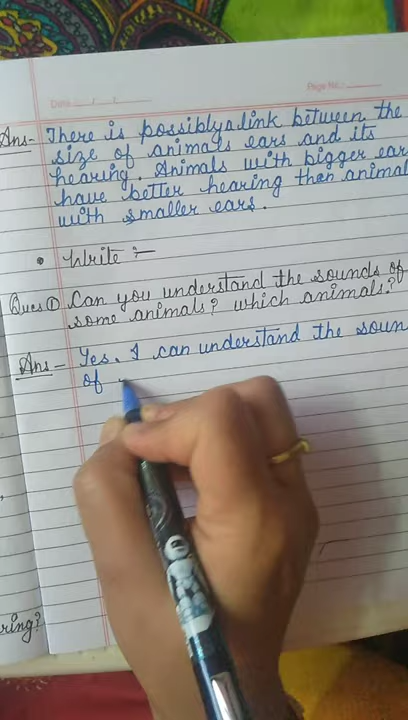 Page No.:
Date
Ans- There is possibly a link between the
size of animals ears and its
hearing. Animals with bigger ear
have better hearing than animal
with smaller ears.
• Write :-
Ques ① Can you understand the sounds of
some animals? which animals?
Ans- Yes. I can understand the soun
of
ring?